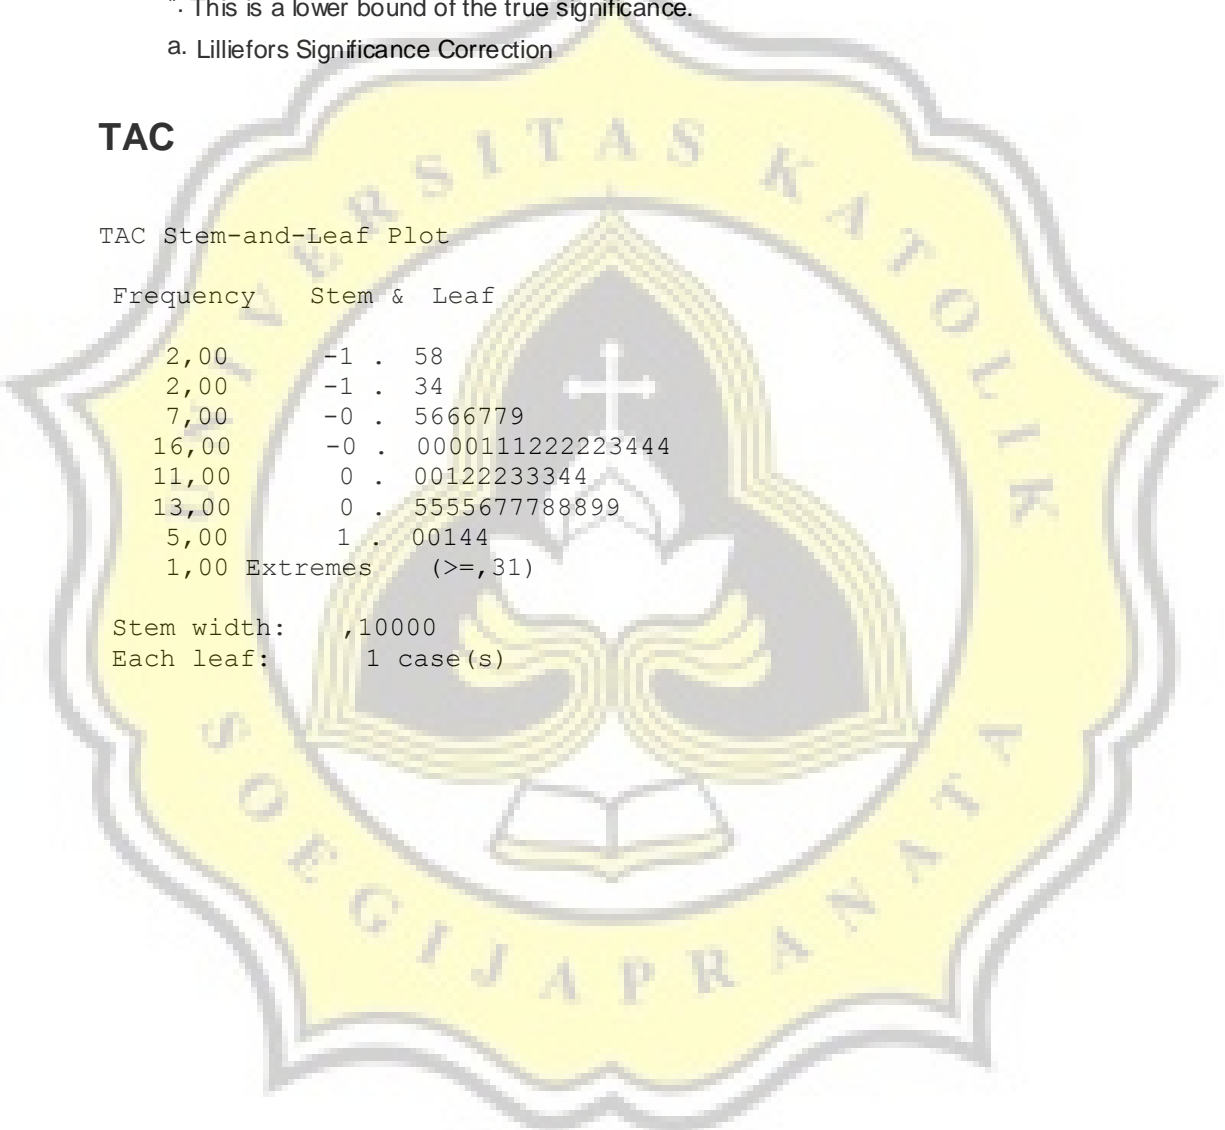 *. This is a lower bound of the true significance.
a. Lilliefors Significance Correction
TAC
TAC Stem-and-Leaf Plot
Frequency Stem & Leaf
2,00 -1 . 58
2,00 -1 . 34
7,00 -0 . 5666779
16,00 -0 . 0000111222223444
11,00 0 . 00122233344
13,00 0 . 5555677788899
5,00 1 . 00144
1,00 Extremes (>=,31)
Stem width: ,10000
Each leaf: 1 case(s)
UNIVERSITAS KATOLIK
SOEGIJAPRANATA